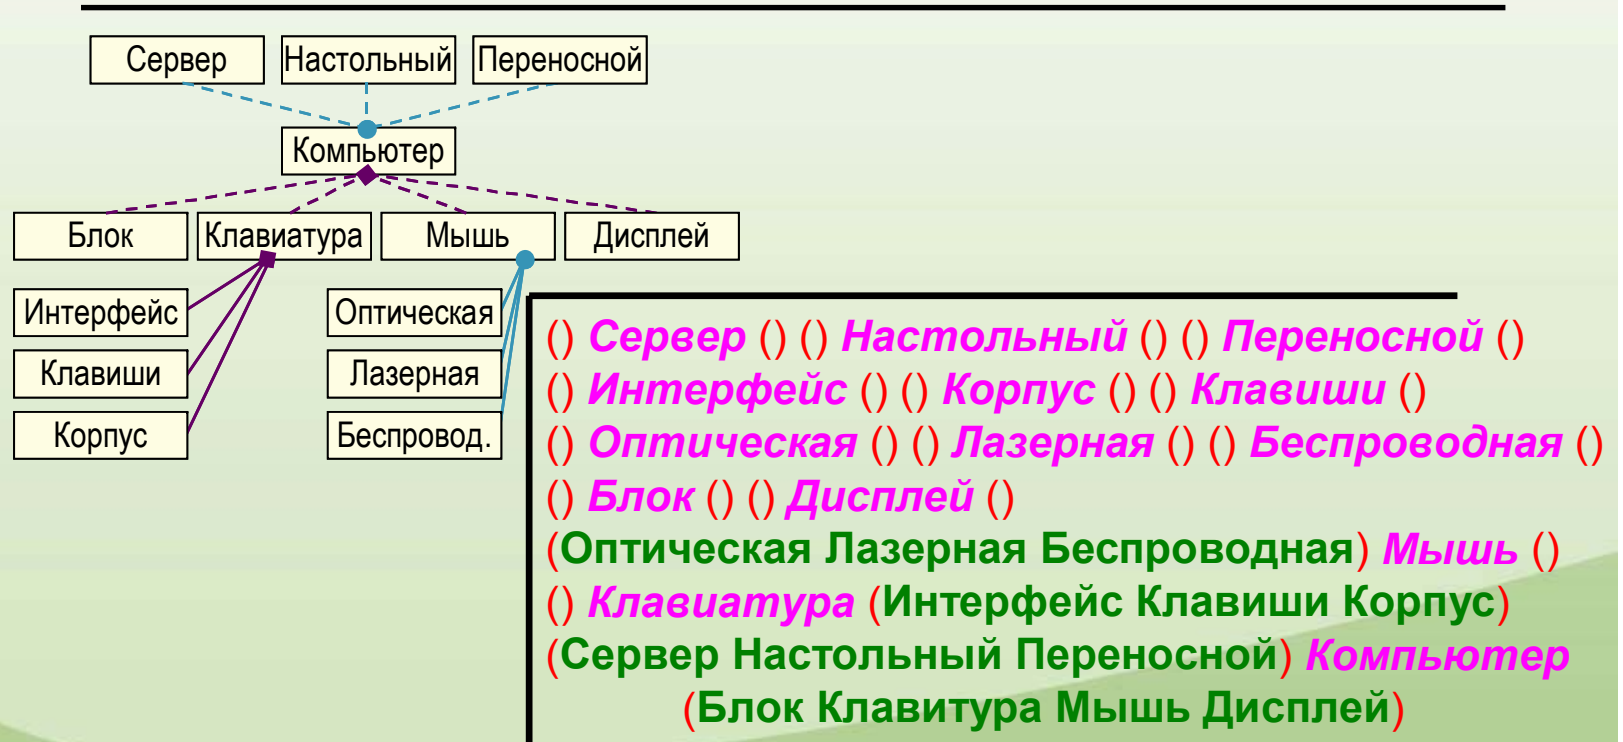 Сервер Настольный Переносной
Компьютер
Блок Клавиатура Мышь Дисплей
Интерфейс Оптическая
Клавиши Лазерная
Корпус Беспровод.
() Сервер () () Настольный () () Переносной ()
() Интерфейс () () Корпус () () Клавиши ()
() Оптическая () () Лазерная () () Беспроводная ()
() Блок () () Дисплей ()
(Оптическая Лазерная Беспроводная) Мышь ()
() Клавиатура (Интерфейс Клавиши Корпус)
(Сервер Настольный Переносной) Компьютер
(Блок Клавитура Мышь Дисплей)